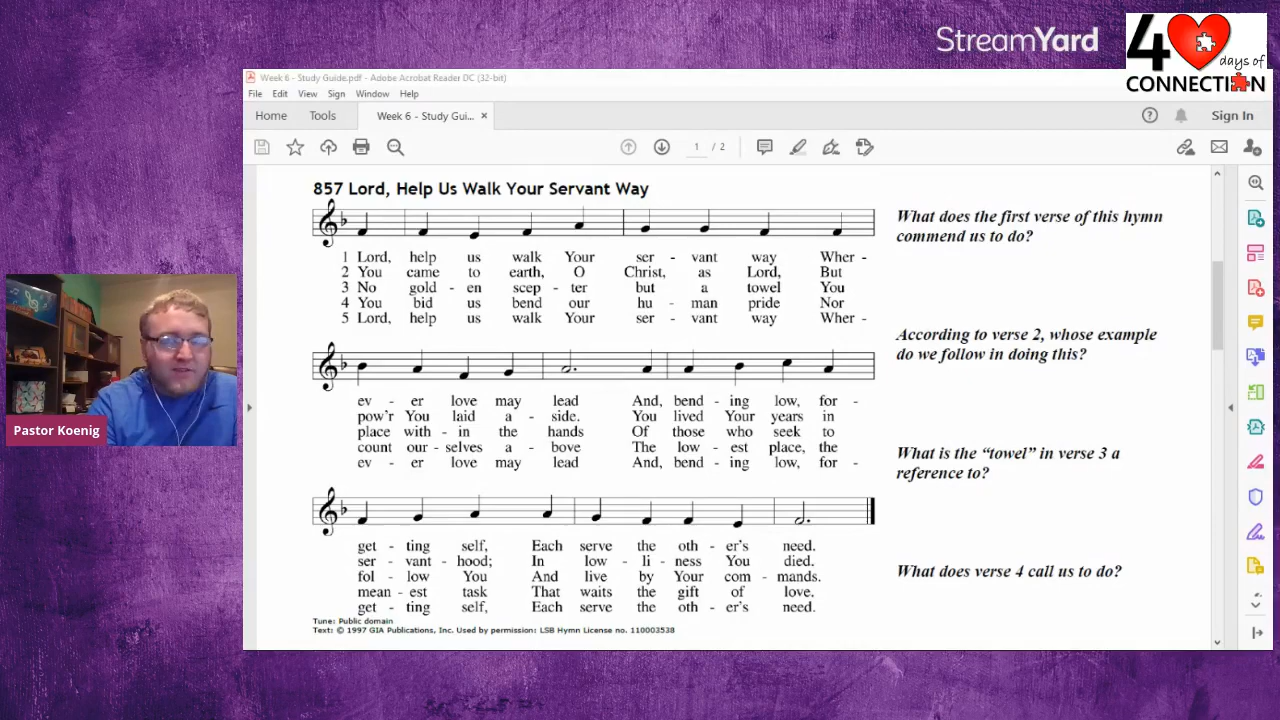 StreamYard
40 days of
CONNECTION
Week 6 - Study Guide.pdf - Adobe Acrobat Reader DC (32-bit)
File Edit View Sign Window Help
Home Tools Week 6 - Study Gui... × Sign In
1 / 2
857 Lord, Help Us Walk Your Servant Way
1 Lord, help us walk Your ser - vant way Wher -
2 You came to earth, O Christ, as Lord, But
3 No gold - en scep - ter but a towel You
4 You bid us bend our hu - man pride Nor
5 Lord, help us walk Your ser - vant way Wher -
ev - er love may lead And, bend - ing low, for -
pow'r You laid a - side. You lived Your years in
place with - in the hands Of those who seek to
count our - selves a - bove The low - est place, the
ev - er love may lead And, bend - ing low, for -
get - ting self, Each serve the oth - er's need.
ser - vant - hood; In low - li - ness You died.
fol - low You And live by Your com - mands.
mean - est task That waits the gift of love.
get - ting self, Each serve the oth - er's need.
Tune: Public domain
Text: © 1997 GIA Publications, Inc. Used by permission: LSB Hymn License no. 110003538
What does the first verse of this hymn
commend us to do?
According to verse 2, whose example
do we follow in doing this?
What is the “towel” in verse 3 a
reference to?
What does verse 4 call us to do?
Pastor Koenig